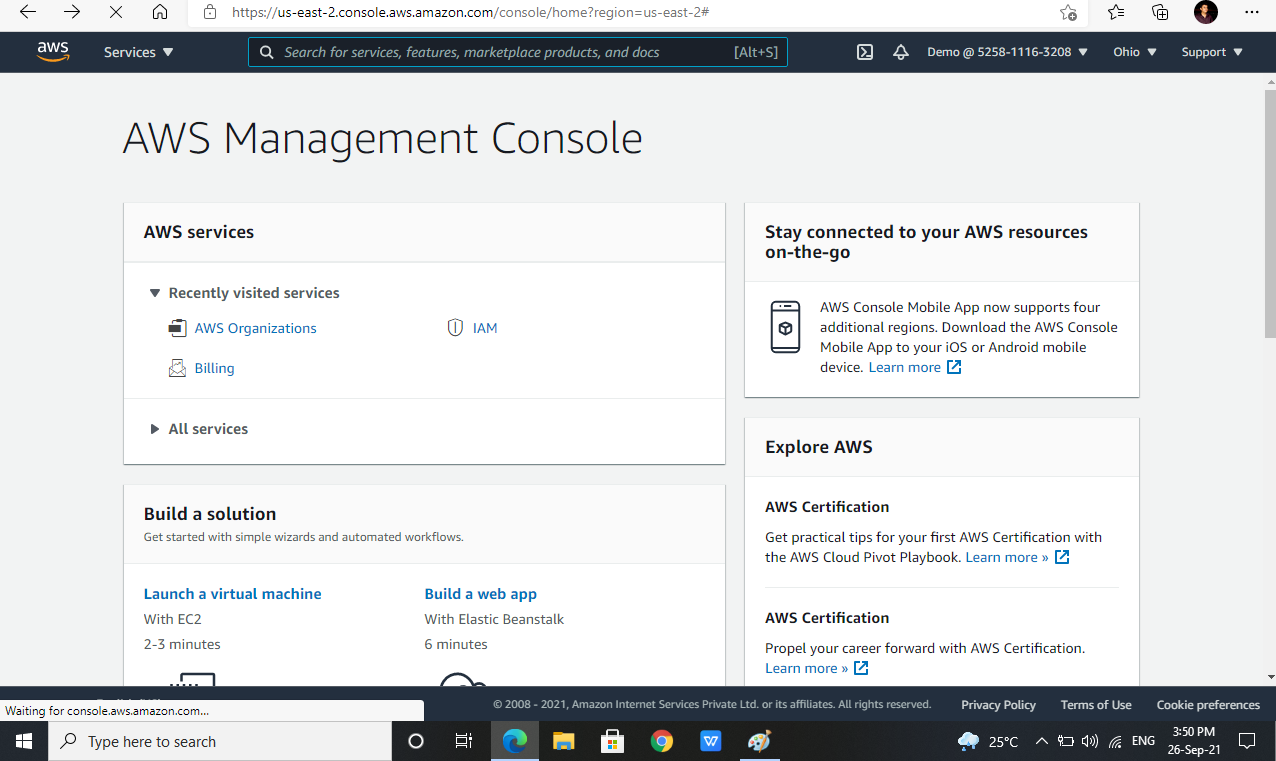 https://us-east-2.console.aws.amazon.com/console/home?region=us-east-2#
aws
Services
Search for services, features, marketplace products, and docs
[Alt+S]
Demo @ 5258-1116-3208
Ohio
Support
AWS Management Console
AWS services
Recently visited services
AWS Organizations
IAM
Billing
All services
Build a solution
Get started with simple wizards and automated workflows.
Launch a virtual machine
With EC2
2-3 minutes
Build a web app
With Elastic Beanstalk
6 minutes
Stay connected to your AWS resources
on-the-go
AWS Console Mobile App now supports four
additional regions. Download the AWS Console
Mobile App to your iOS or Android mobile
device. Learn more
Explore AWS
AWS Certification
Get practical tips for your first AWS Certification with
the AWS Cloud Pivot Playbook. Learn more »
AWS Certification
Propel your career forward with AWS Certification.
Learn more »
Waiting for console.aws.amazon.com...
© 2008 - 2021, Amazon Internet Services Private Ltd. or its affiliates. All rights reserved.
Privacy Policy
Terms of Use
Cookie preferences
Type here to search
25°C
ENG
3:50 PM
26-Sep-21